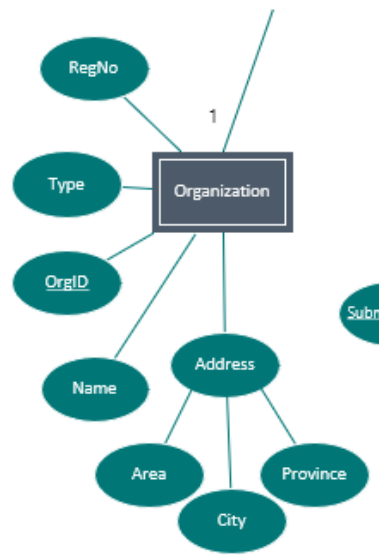 RegNo
1
Type
Organization
OrgID
Name
Address
Area
City
Province